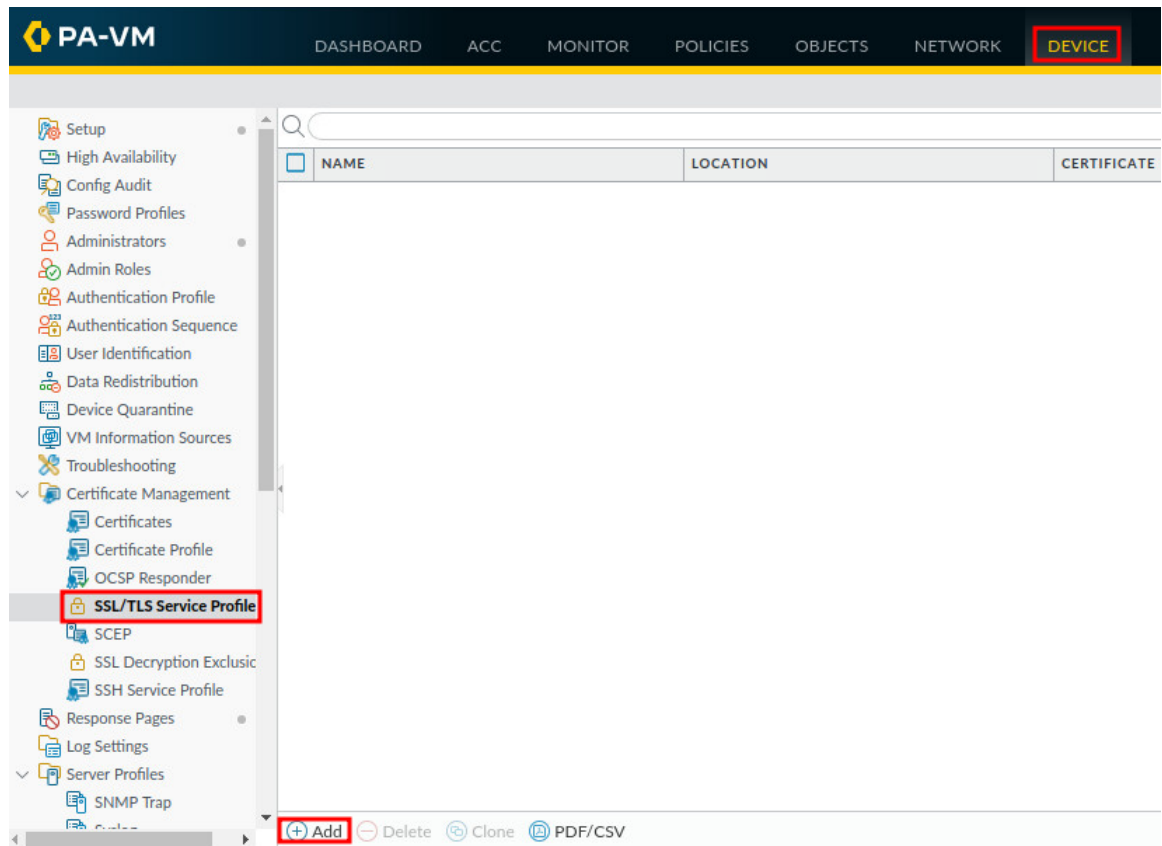 PA-VM
DASHBOARD ACC MONITOR POLICIES OBJECTS NETWORK DEVICE
Setup
High Availability
Config Audit
Password Profiles
Administrators
Admin Roles
Authentication Profile
Authentication Sequence
User Identification
Data Redistribution
Device Quarantine
VM Information Sources
Troubleshooting
Certificate Management
Certificates
Certificate Profile
OCSP Responder
SSL/TLS Service Profile
SCEP
SSL Decryption Exclusic
SSH Service Profile
Response Pages
Log Settings
Server Profiles
SNMP Trap
NAME LOCATION CERTIFICATE
Add Delete Clone PDF/CSV